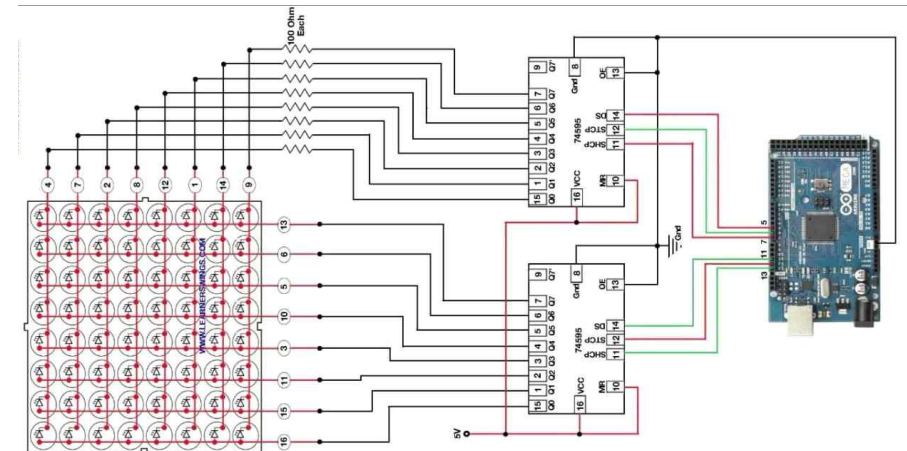 100 Ohm
Each
4
7
2
8
12
1
14
9
13
6
5
10
3
11
15
16
WWW.LEARNERSWINGS.COM
9 Q7'
7 Q7
6 Q6
5 Q5
4 Q4
3 Q3
2 Q2
1 Q1
15 Q0
8
Gnd
74595
VCC
16
OE 13
DS 14
STCP 12
SHCP 11
MR 10
9 Q7'
7 Q7
6 Q6
5 Q5
4 Q4
3 Q3
2 Q2
1 Q1
15 Q0
8
Gnd
74595
VCC
16
OE 13
DS 14
STCP 12
SHCP 11
MR 10
Gnd
5V
5
7
11
13
MEGA
ARDUINO